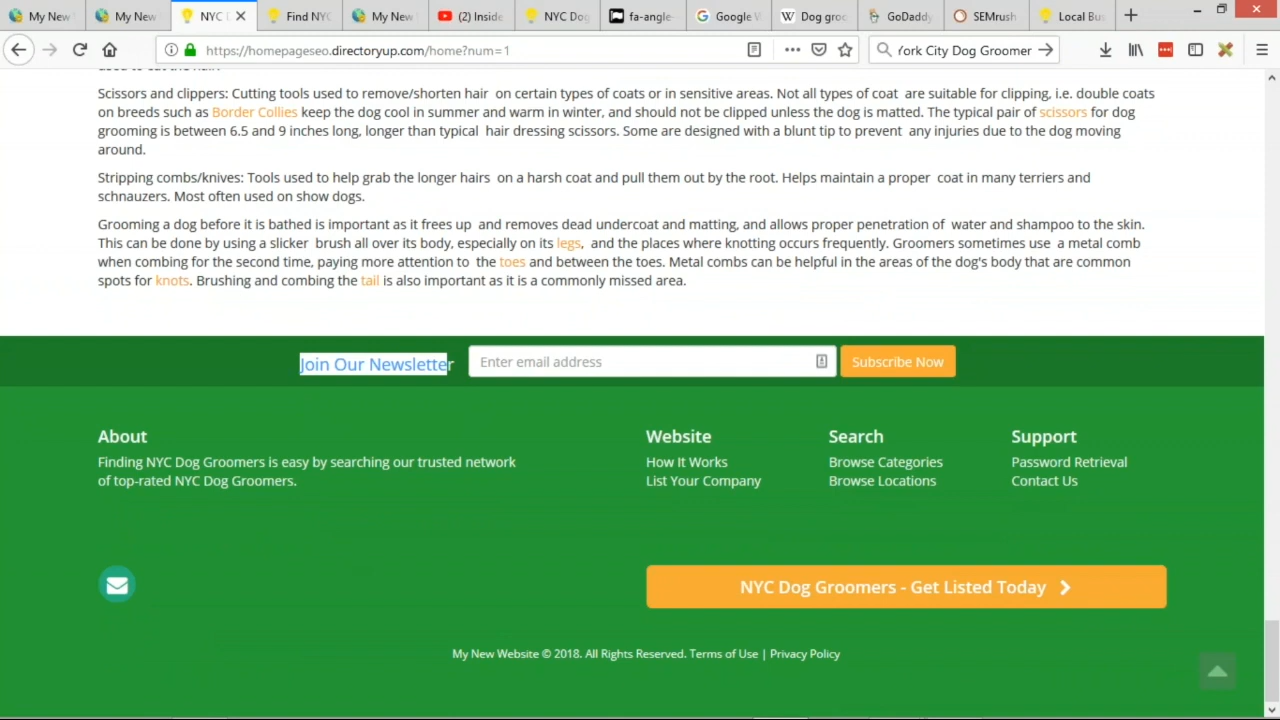 My New
My New
NYC D
Find NYC
My New
(2) Inside
NYC Dog
fa-angle-
Google W
Dog groo
GoDaddy
SEMrush
Local Bus
https://homepageseo.directoryup.com/home?num=1
York City Dog Groomer
Scissors and clippers: Cutting tools used to remove/shorten hair on certain types of coats or in sensitive areas. Not all types of coat are suitable for clipping, i.e. double coats
on breeds such as Border Collies keep the dog cool in summer and warm in winter, and should not be clipped unless the dog is matted. The typical pair of scissors for dog
grooming is between 6.5 and 9 inches long, longer than typical hair dressing scissors. Some are designed with a blunt tip to prevent any injuries due to the dog moving
around.
Stripping combs/knives: Tools used to help grab the longer hairs on a harsh coat and pull them out by the root. Helps maintain a proper coat in many terriers and
schnauzers. Most often used on show dogs.
Grooming a dog before it is bathed is important as it frees up and removes dead undercoat and matting, and allows proper penetration of water and shampoo to the skin.
This can be done by using a slicker brush all over its body, especially on its legs, and the places where knotting occurs frequently. Groomers sometimes use a metal comb
when combing for the second time, paying more attention to the toes and between the toes. Metal combs can be helpful in the areas of the dog's body that are common
spots for knots. Brushing and combing the tail is also important as it is a commonly missed area.
Join Our Newsletter
Enter email address
Subscribe Now
About
Finding NYC Dog Groomers is easy by searching our trusted network
of top-rated NYC Dog Groomers.
Website
How It Works
List Your Company
Search
Browse Categories
Browse Locations
Support
Password Retrieval
Contact Us
NYC Dog Groomers - Get Listed Today
My New Website © 2018. All Rights Reserved. Terms of Use | Privacy Policy